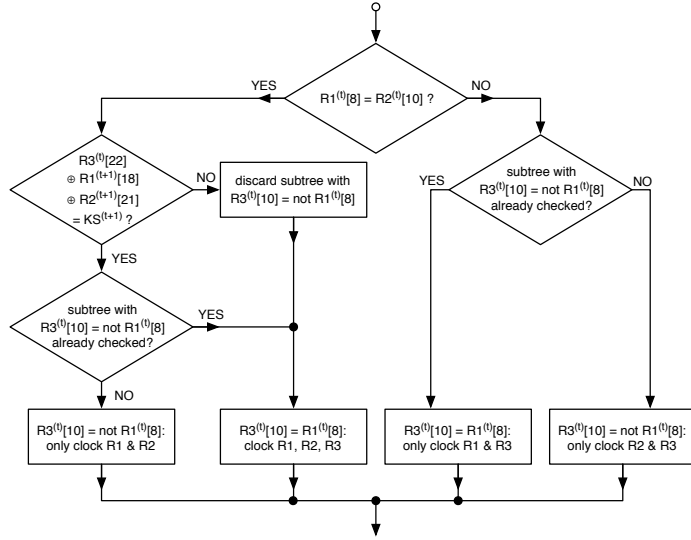 R1⁽ᵗ⁾[8] = R2⁽ᵗ⁾[10] ?
YES
NO
R3⁽ᵗ⁾[22]
⊕ R1⁽ᵗ⁺¹⁾[18]
⊕ R2⁽ᵗ⁺¹⁾[21]
= KS⁽ᵗ⁺¹⁾ ?
NO
YES
discard subtree with
R3⁽ᵗ⁾[10] = not R1⁽ᵗ⁾[8]
subtree with
R3⁽ᵗ⁾[10] = not R1⁽ᵗ⁾[8]
already checked?
YES
NO
subtree with
R3⁽ᵗ⁾[10] = not R1⁽ᵗ⁾[8]
already checked?
YES
NO
R3⁽ᵗ⁾[10] = not R1⁽ᵗ⁾[8]:
only clock R1 & R2
R3⁽ᵗ⁾[10] = R1⁽ᵗ⁾[8]:
clock R1, R2, R3
R3⁽ᵗ⁾[10] = R1⁽ᵗ⁾[8]:
only clock R1 & R3
R3⁽ᵗ⁾[10] = not R1⁽ᵗ⁾[8]:
only clock R2 & R3